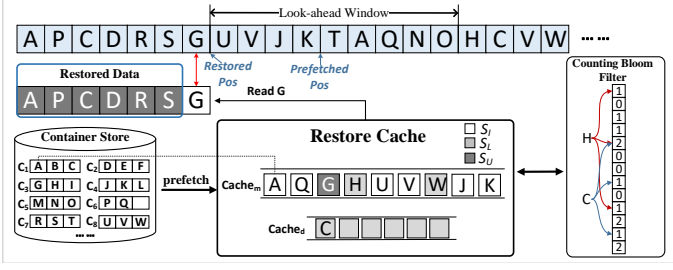 Look-ahead Window
A P C D R S G U V J K T A Q N O H C V W ... ...
Restored Pos
Prefetched Pos
Restored Data
A P C D R S G
Read G
Counting Bloom Filter
1
0
1
1
2
0
0
1
0
1
2
1
2
H
C
Container Store
C1 A B C C2 D E F
C3 G H I C4 J K L
C5 M N O C6 P Q
C7 R S T C8 U V W
... ...
prefetch
Restore Cache
SI
SL
SU
Cachem A Q G H U V W J K
Cached C